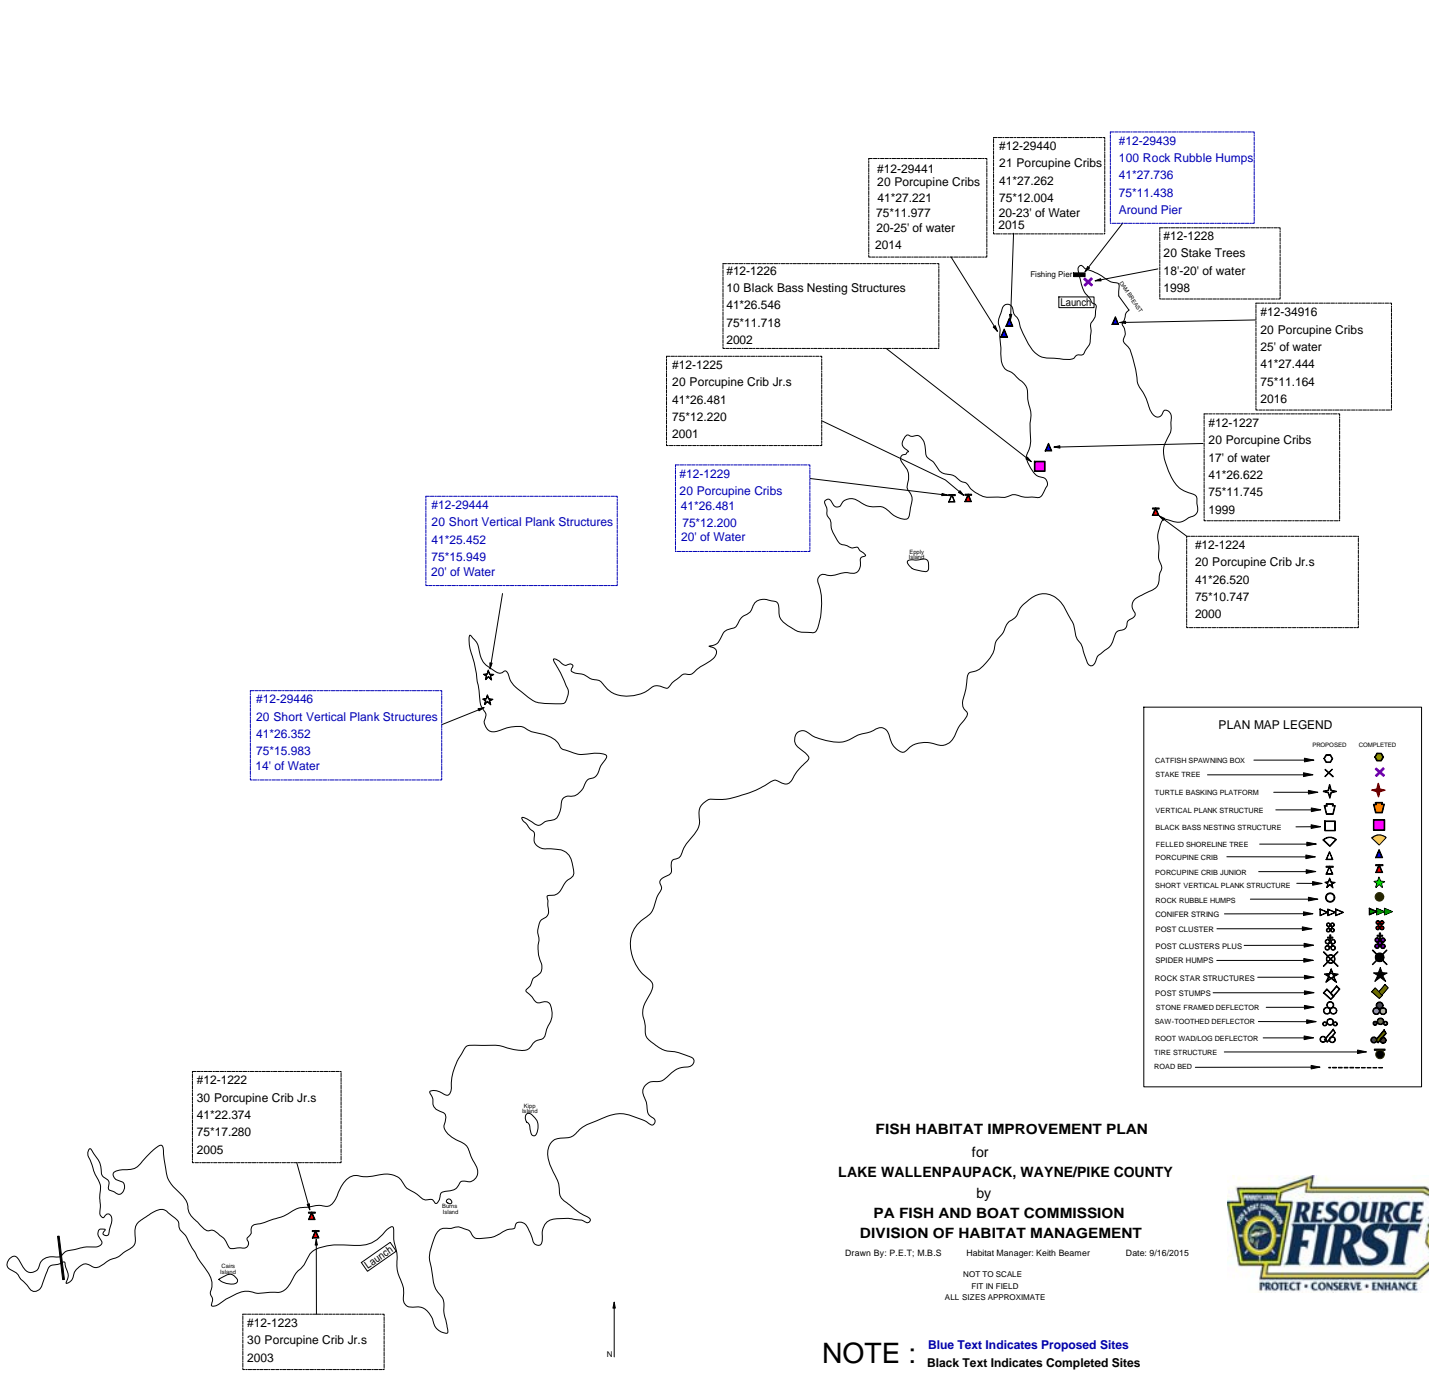 #12-29439
100 Rock Rubble Humps
41*27.736
75*11.438
Around Pier
#12-29440
21 Porcupine Cribs
41*27.262
75*12.004
20-23' of Water
2015
#12-29441
20 Porcupine Cribs
41*27.221
75*11.977
20-25' of water
2014
#12-1228
20 Stake Trees
18'-20' of water
1998
#12-1226
10 Black Bass Nesting Structures
41*26.546
75*11.718
2002
Fishing Pier
Launch
DAM BREAST
#12-34916
20 Porcupine Cribs
25' of water
41*27.444
75*11.164
2016
#12-1225
20 Porcupine Crib Jr.s
41*26.481
75*12.220
2001
#12-1227
20 Porcupine Cribs
17' of water
41*26.622
75*11.745
1999
#12-1229
20 Porcupine Cribs
41*26.481
75*12.200
20' of Water
#12-29444
20 Short Vertical Plank Structures
41*25.452
75*15.949
20' of Water
#12-1224
20 Porcupine Crib Jr.s
41*26.520
75*10.747
2000
Epply
Island
#12-29446
20 Short Vertical Plank Structures
41*26.352
75*15.983
14' of Water
PLAN MAP LEGEND
PROPOSED COMPLETED
CATFISH SPAWNING BOX
STAKE TREE
TURTLE BASKING PLATFORM
VERTICAL PLANK STRUCTURE
BLACK BASS NESTING STRUCTURE
FELLED SHORELINE TREE
PORCUPINE CRIB
PORCUPINE CRIB JUNIOR
SHORT VERTICAL PLANK STRUCTURE
ROCK RUBBLE HUMPS
CONIFER STRING
POST CLUSTER
POST CLUSTERS PLUS
SPIDER HUMPS
ROCK STAR STRUCTURES
POST STUMPS
STONE FRAMED DEFLECTOR
SAW-TOOTHED DEFLECTOR
ROOT WAD/LOG DEFLECTOR
TIRE STRUCTURE
ROAD BED
#12-1222
30 Porcupine Crib Jr.s
41*22.374
75*17.280
2005
Kipp
Island
Burns
Island
Cairs
Island
Launch
#12-1223
30 Porcupine Crib Jr.s
2003
N
FISH HABITAT IMPROVEMENT PLAN
for
LAKE WALLENPAUPACK, WAYNE/PIKE COUNTY
by
PA FISH AND BOAT COMMISSION
DIVISION OF HABITAT MANAGEMENT
Drawn By: P.E.T; M.B.S Habitat Manager: Keith Beamer Date: 9/16/2015
NOT TO SCALE
FIT IN FIELD
ALL SIZES APPROXIMATE
PENNSYLVANIA
FISH & BOAT COMMISSION
RESOURCE
FIRST
PROTECT • CONSERVE • ENHANCE
NOTE : Blue Text Indicates Proposed Sites
Black Text Indicates Completed Sites